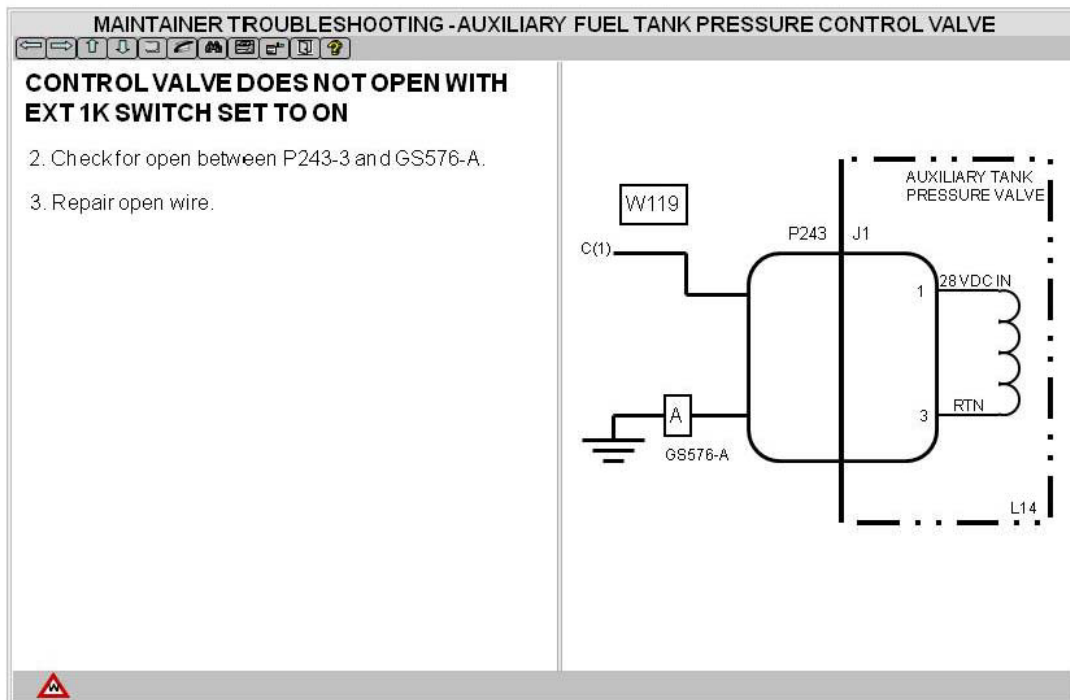 MAINTAINER TROUBLESHOOTING - AUXILIARY FUEL TANK PRESSURE CONTROL VALVE
CONTROL VALVE DOES NOT OPEN WITH
EXT 1K SWITCH SET TO ON
2. Check for open between P243-3 and GS576-A.
3. Repair open wire.
AUXILIARY TANK
PRESSURE VALVE
W119
P243 J1
C(1)
28 VDC IN
1
A
3
RTN
GS576-A
L14
W